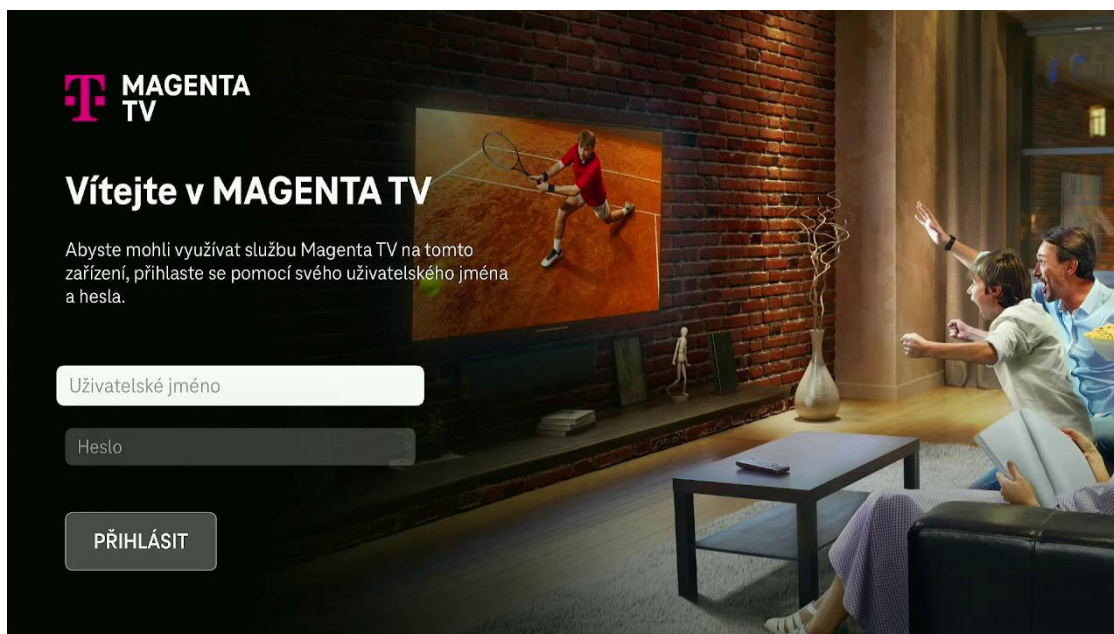 MAGENTA
TV
Vítejte v MAGENTA TV
Abyste mohli využívat službu Magenta TV na tomto
zařízení, přihlaste se pomocí svého uživatelského jména
a hesla.
Uživatelské jméno
Heslo
PŘIHLÁSIT